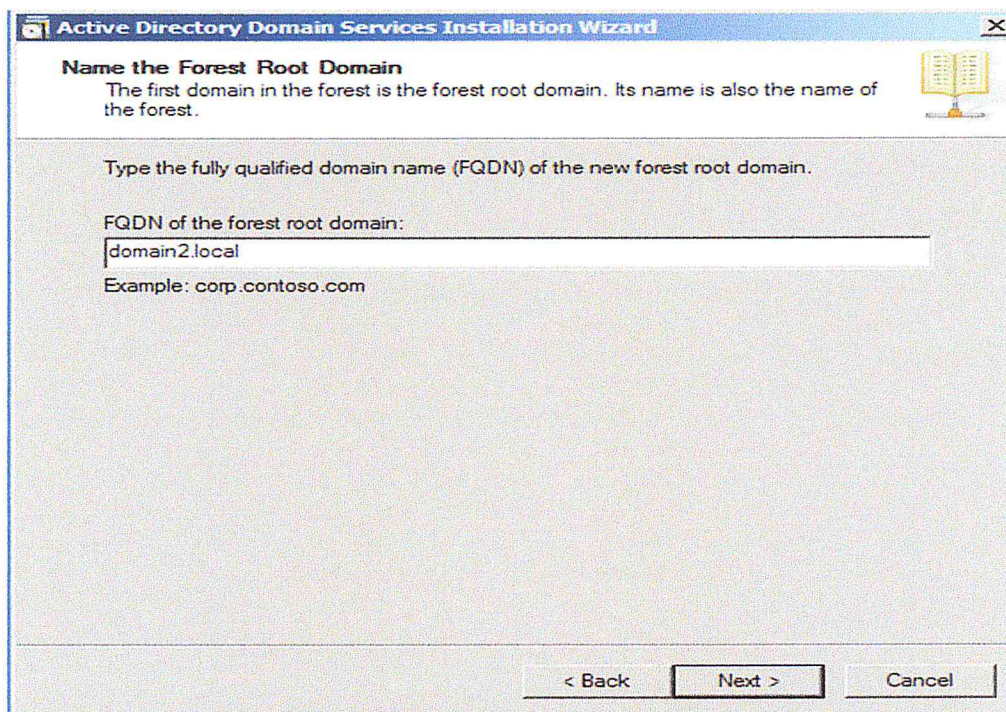 Active Directory Domain Services Installation Wizard
Name the Forest Root Domain
The first domain in the forest is the forest root domain. Its name is also the name of
the forest.
Type the fully qualified domain name (FQDN) of the new forest root domain.
FQDN of the forest root domain:
domain2.local
Example: corp.contoso.com
< Back
Next >
Cancel